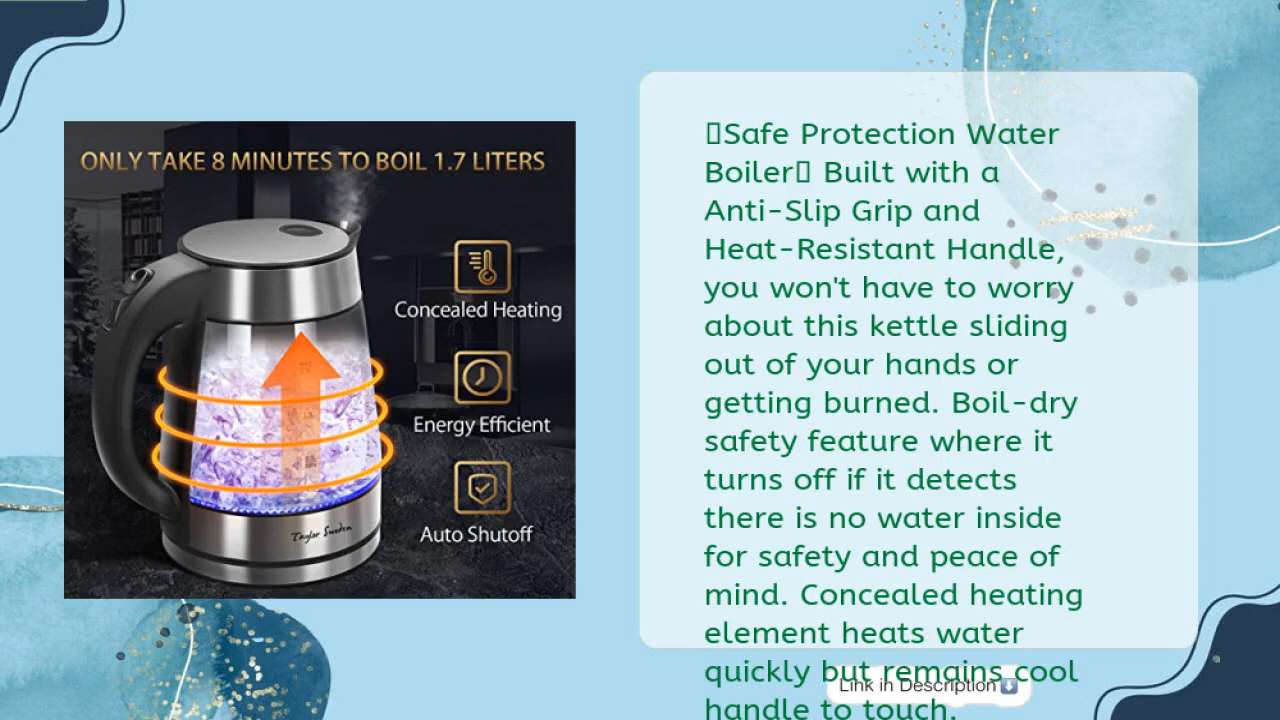 ONLY TAKE 8 MINUTES TO BOIL 1.7 LITERS
Concealed Heating
Energy Efficient
Auto Shutoff
Taylor Sweden
▯Safe Protection Water
Boiler▯ Built with a
Anti-Slip Grip and
Heat-Resistant Handle,
you won't have to worry
about this kettle sliding
out of your hands or
getting burned. Boil-dry
safety feature where it
turns off if it detects
there is no water inside
for safety and peace of
mind. Concealed heating
element heats water
quickly but remains cool
Link in Description⬇️
handle to touch.